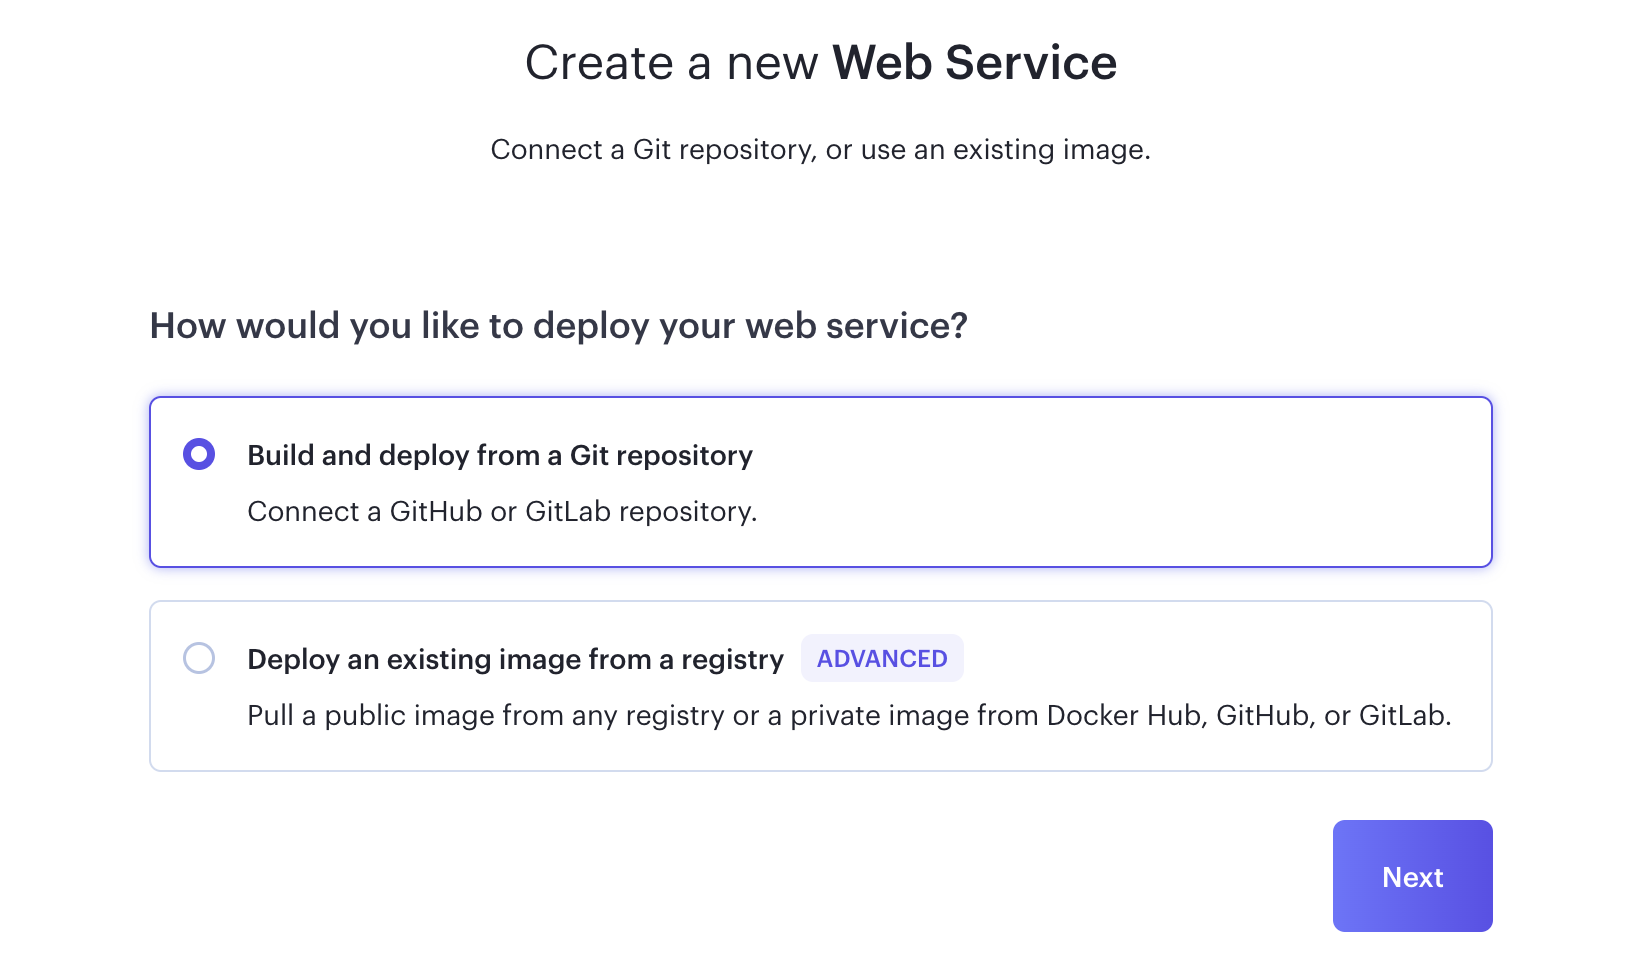 Create a new Web Service
Connect a Git repository, or use an existing image.
How would you like to deploy your web service?
Build and deploy from a Git repository
Connect a GitHub or GitLab repository.
Deploy an existing image from a registry ADVANCED
Pull a public image from any registry or a private image from Docker Hub, GitHub, or GitLab.
Next